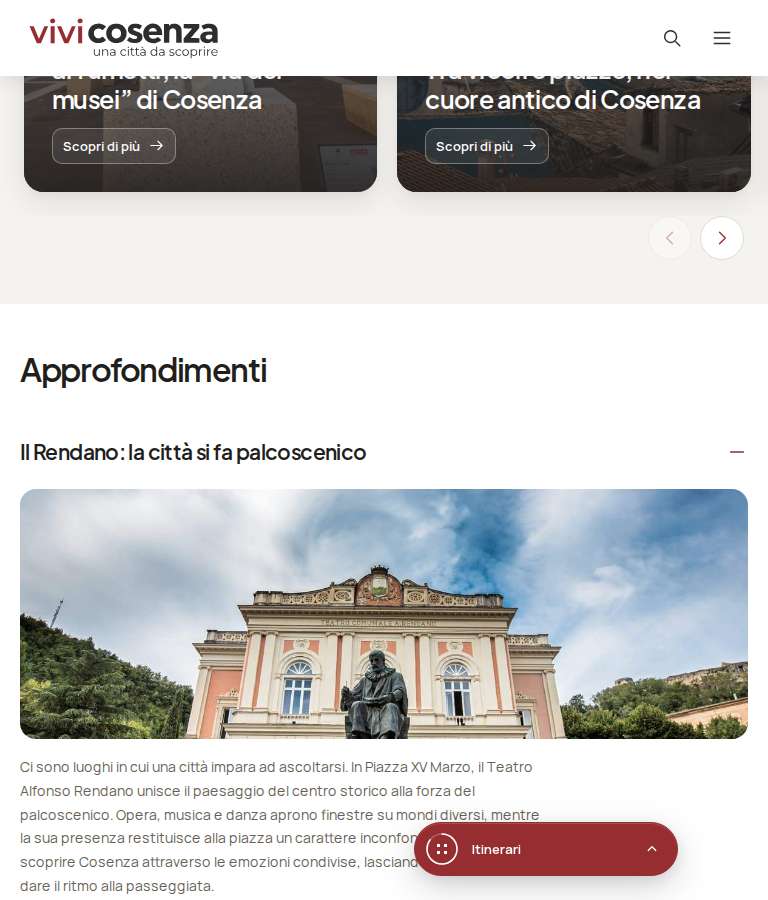 vivicosenza
una città da scoprire
musei” di Cosenza
cuore antico di Cosenza
Scopri di più
Scopri di più
Approfondimenti
Il Rendano: la città si fa palcoscenico
TEATRO COMUNALE A. RENDANO
Ci sono luoghi in cui una città impara ad ascoltarsi. In Piazza XV Marzo, il Teatro
Alfonso Rendano unisce il paesaggio del centro storico alla forza del
palcoscenico. Opera, musica e danza aprono finestre su mondi diversi, mentre
la sua presenza restituisce alla piazza un carattere
scoprire Cosenza attraverso le emozioni condivise,
dare il ritmo alla passeggiata.
Itinerari